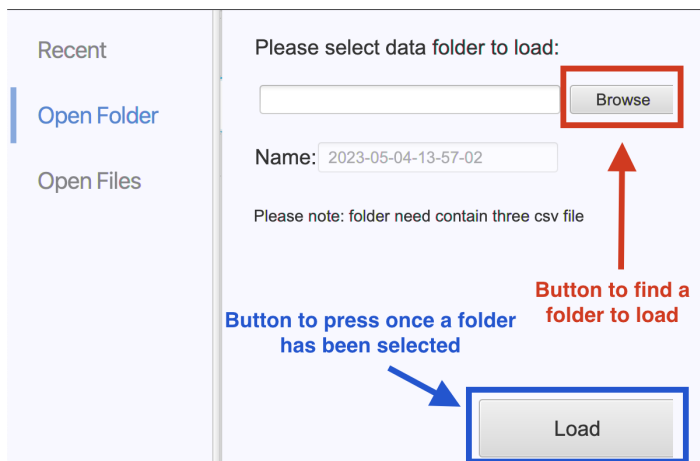 Recent
Open Folder
Open Files
Please select data folder to load:
Browse
Name: 2023-05-04-13-57-02
Please note: folder need contain three csv file
Button to find a
folder to load
Button to press once a folder
has been selected
Load